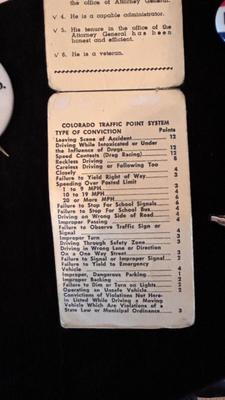 the office of Attorney General.
✓ 4. He is a capable administrator.
✓ 5. His tenure in the office of the
Attorney General has been
honest and efficient.
✓ 6. He is a veteran.
COLORADO TRAFFIC POINT SYSTEM
TYPE OF CONVICTION Points
Leaving Scene of Accident 12
Driving While Intoxicated or Under
the Influence of Drugs 12
Speed Contests (Drag Racing) 12
Reckless Driving 8
Careless Driving or Following Too
Closely 4
Failure to Yield Right of Way 3
Speeding Over Posted Limit
1 to 9 MPH 3
10 to 19 MPH 4
20 or More MPH 6
Failure to Stop For School Signals 6
Failure to Stop For School Bus 6
Driving on Wrong Side of Road 4
Improper Passing 4
Failure to Observe Traffic Sign or
Signal 4
Improper Turn 3
Driving Through Safety Zone 3
Driving in Wrong Lane or Direction
On a One Way Street 3
Failure to Signal or Improper Signal 2
Failure to Yield to Emergency
Vehicle 4
Improper, Dangerous Parking 1
Improper Backing 2
Failure to Dim or Turn on Lights 2
Operating an Unsafe Vehicle 2
Convictions of Violations Not Here-
in Listed While Driving a Moving
Vehicle Which Are Violations of a
State Law or Municipal Ordinance 3